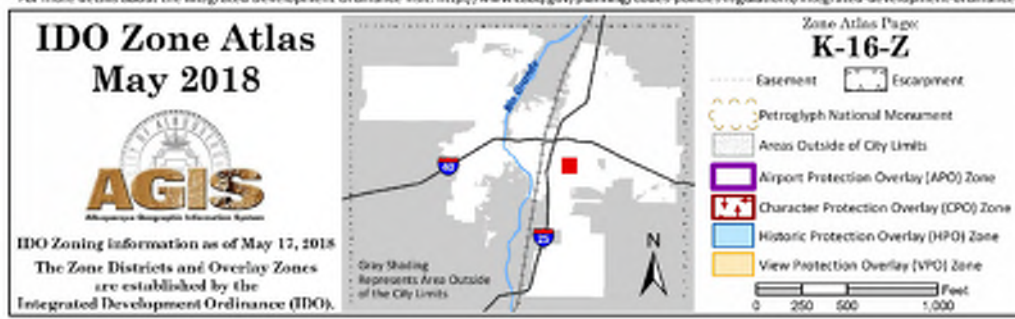 IDO Zone Atlas
May 2018
CITY OF ALBUQUERQUE
AGIS
Albuquerque Geographic Information System
IDO Zoning information as of May 17, 2018
The Zone Districts and Overlay Zones
are established by the
Integrated Development Ordinance (IDO).
Rio Grande
40
25
N
Gray Shading
Represents Area Outside
of the City Limits
Zone Atlas Page:
K-16-Z
Easement
Escarpment
Petroglyph National Monument
Areas Outside of City Limits
Airport Protection Overlay (APO) Zone
Character Protection Overlay (CPO) Zone
Historic Protection Overlay (HPO) Zone
View Protection Overlay (VPO) Zone
Feet
0 250 500 1,000